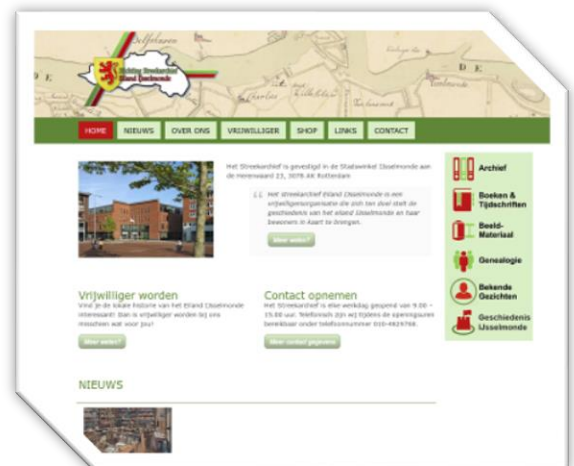 Stichting Streekarchief
Eiland IJsselmonde
D E
HOME NIEUWS OVER ONS VRIJWILLIGER SHOP LINKS CONTACT
Het Streekarchief is gevestigd in de Stadswinkel IJsselmonde aan
de Herenwaard 23, 3078 AK Rotterdam
Het streekarchief Eiland IJsselmonde is een
vrijwilligersorganisatie die zich ten doel stelt de
geschiedenis van het eiland IJsselmonde en haar
bewoners in kaart te brengen.
Meer weten?
Archief
Boeken &
Tijdschriften
Beeld-
Materiaal
Genealogie
Bekende
Gezichten
Geschiedenis
IJsselmonde
Vrijwilliger worden
Vind je de lokale historie van het Eiland IJsselmonde
interessant? Dan is vrijwilliger worden bij ons
misschien wat voor jou!
Meer weten?
Contact opnemen
Het Streekarchief is elke werkdag geopend van 9.00 -
15.00 uur. Telefonisch zijn wij tijdens de openingsuren
bereikbaar onder telefoonnummer 010-4829768.
Meer contact gegevens
NIEUWS